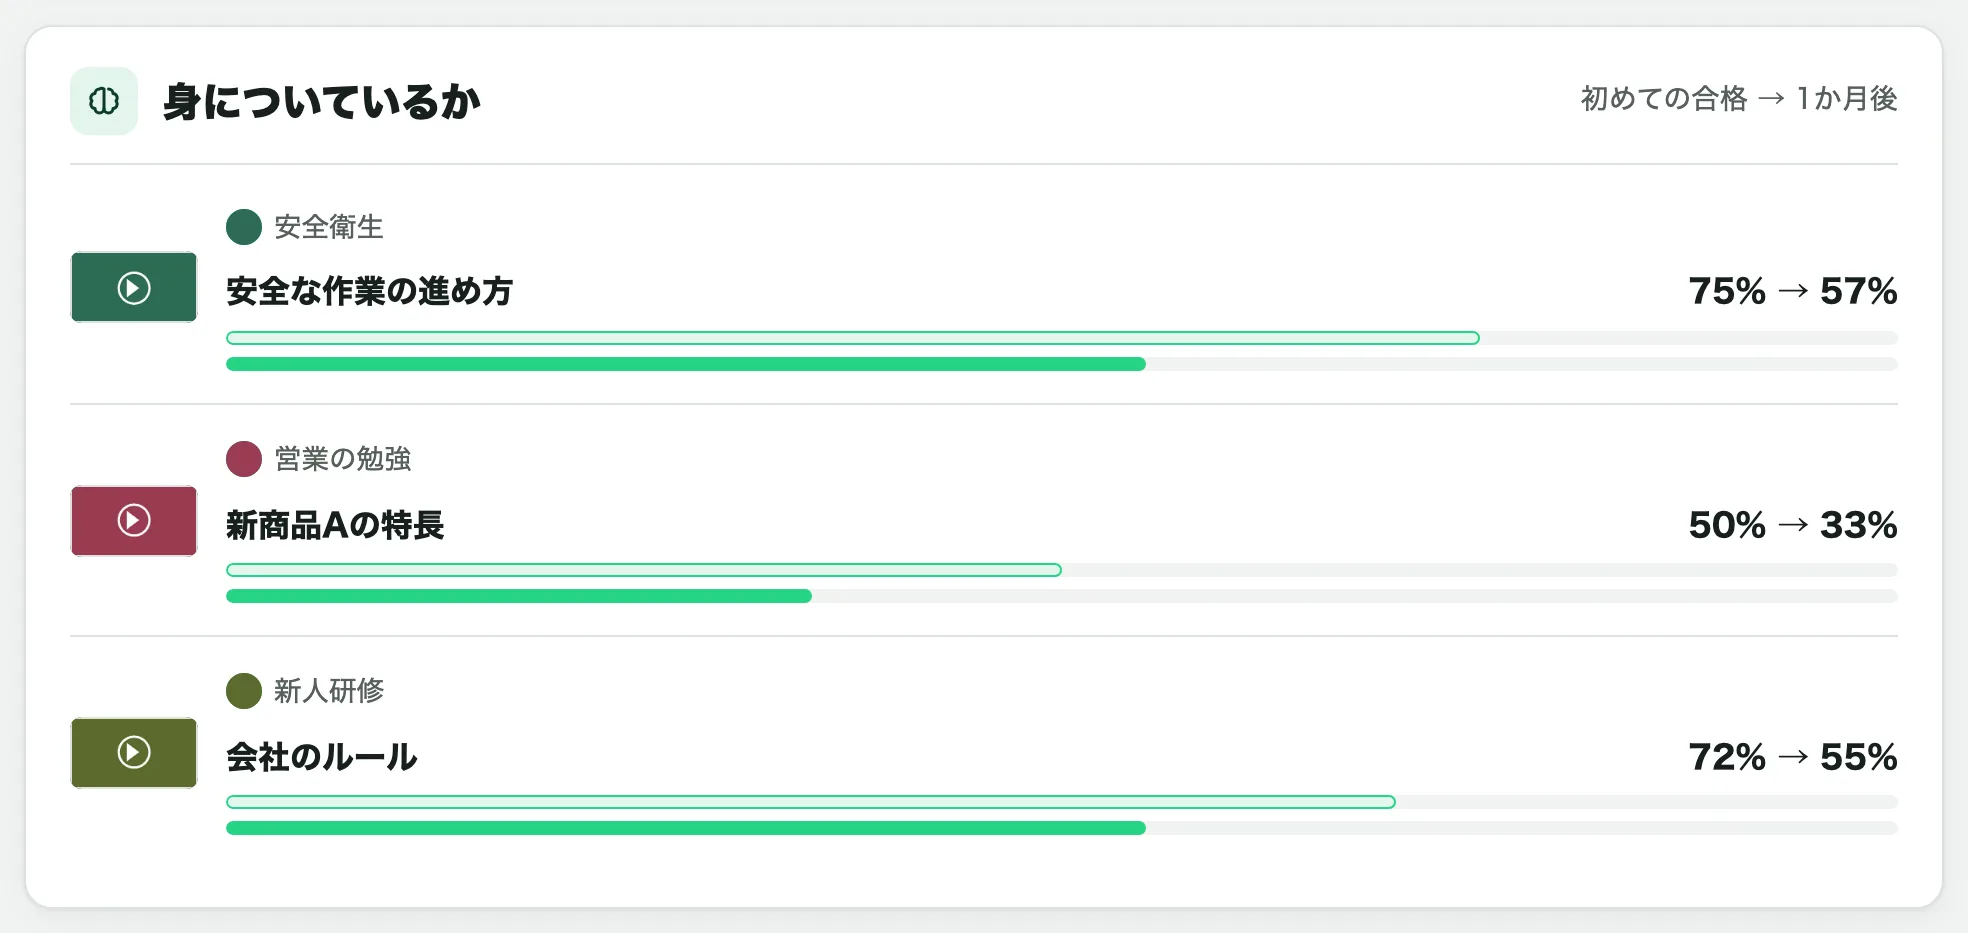 身についているか
初めての合格 → 1か月後
安全衛生
安全な作業の進め方
75% → 57%
営業の勉強
新商品Aの特長
50% → 33%
新人研修
会社のルール
72% → 55%